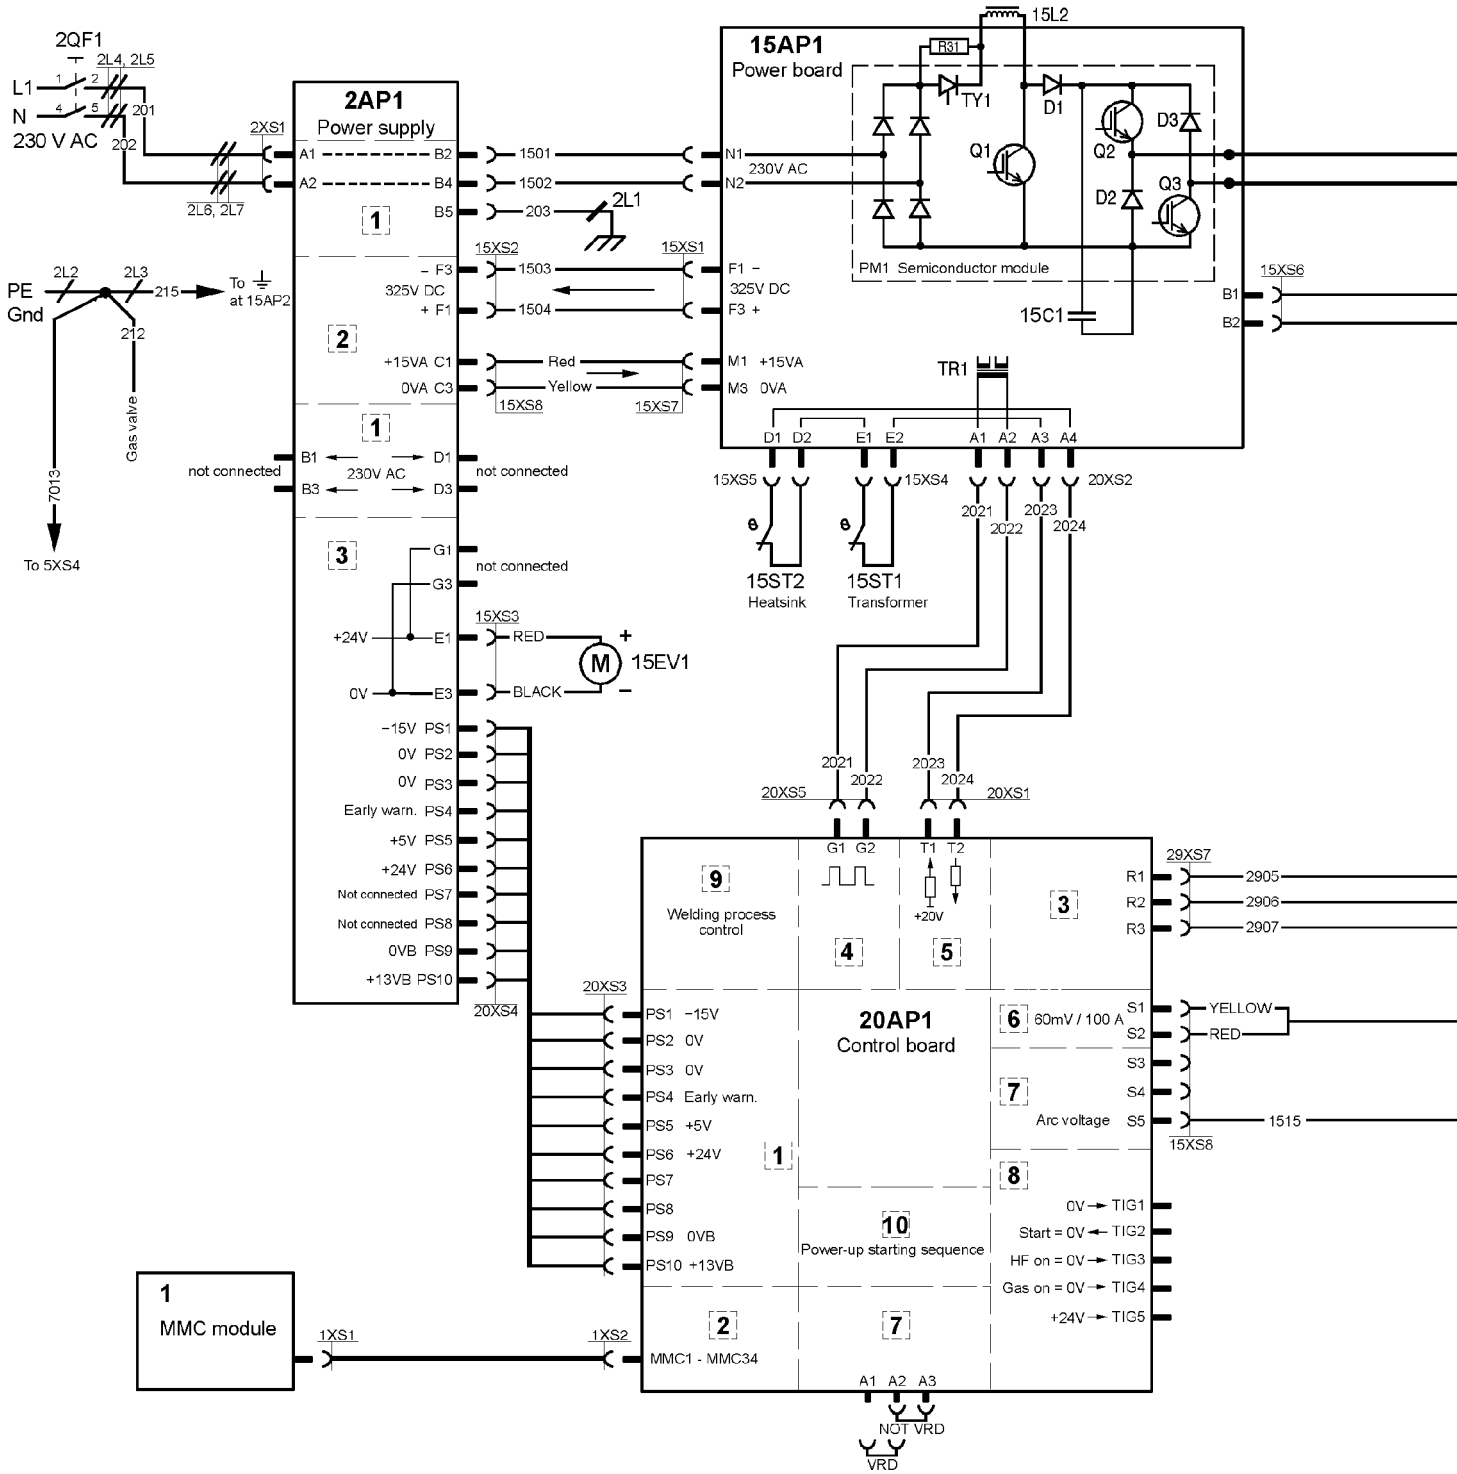 2QF1
2L4, 2L5
L1
1
2
N
4
5
201
202
230 V AC
2XS1
2L6, 2L7
2AP1
Power supply
A1
B2
A2
B4
1
B5
1501
1502
203
2L1
15XS2
15XS1
– F3
1503
325V DC
+ F1
1504
2
+15VA C1
Red
0VA C3
Yellow
15XS8
15XS7
1
B1
230V AC
D1
B3
D3
not connected
not connected
3
G1
G3
not connected
+24V
E1
0V
E3
15XS3
RED
BLACK
M
+
–
15EV1
–15V PS1
0V PS2
0V PS3
Early warn. PS4
+5V PS5
+24V PS6
Not connected PS7
Not connected PS8
0VB PS9
+13VB PS10
20XS4
PE
Gnd
2L2
2L3
215
To
at 15AP2
212
Gas valve
7013
To 5XS4
15L2
15AP1
Power board
R31
TY1
D1
Q1
Q2
D3
D2
Q3
N1
230V AC
N2
PM1 Semiconductor module
F1 –
325V DC
F3 +
15C1
15XS6
B1
B2
M1 +15VA
M3 0VA
TR1
D1
D2
E1
E2
A1
A2
A3
A4
15XS5
15XS4
20XS2
2021
2022
2023
2024
θ
θ
15ST2
Heatsink
15ST1
Transformer
2021
2022
2023
2024
20XS5
20XS1
G1
G2
T1
T2
9
Welding process
control
4
+20V
5
3
29XS7
R1
2905
R2
2906
R3
2907
20AP1
Control board
6
60mV / 100 A
S1
YELLOW
S2
RED
7
S3
S4
Arc voltage
S5
1515
15XS8
8
0V
TIG1
Start = 0V
TIG2
HF on = 0V
TIG3
Gas on = 0V
TIG4
+24V
TIG5
20XS3
PS1 –15V
PS2 0V
PS3 0V
PS4 Early warn.
PS5 +5V
PS6 +24V
PS7
PS8
PS9 0VB
PS10 +13VB
1
10
Power-up starting sequence
2
7
MMC1 - MMC34
1
MMC module
1XS1
1XS2
A1
A2
A3
NOT VRD
VRD